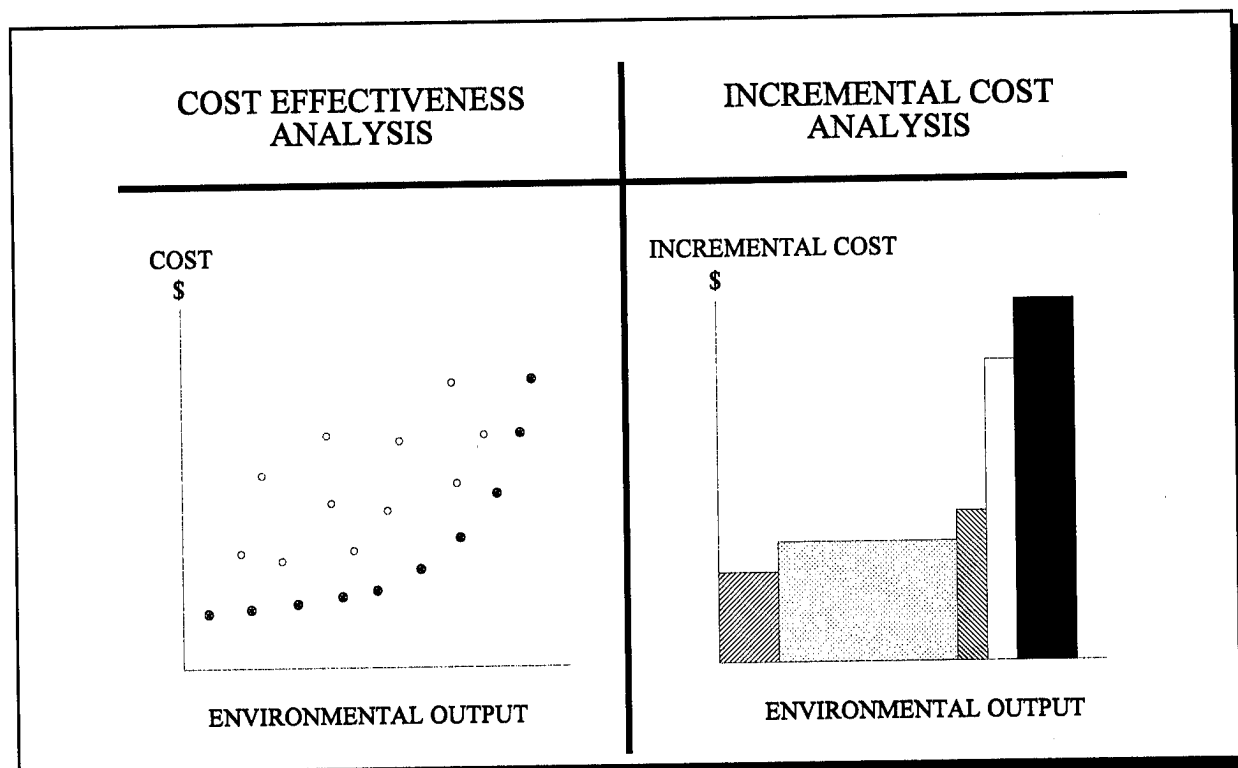 COST EFFECTIVENESS
ANALYSIS
INCREMENTAL COST
ANALYSIS
COST
$
ENVIRONMENTAL OUTPUT
INCREMENTAL COST
$
ENVIRONMENTAL OUTPUT